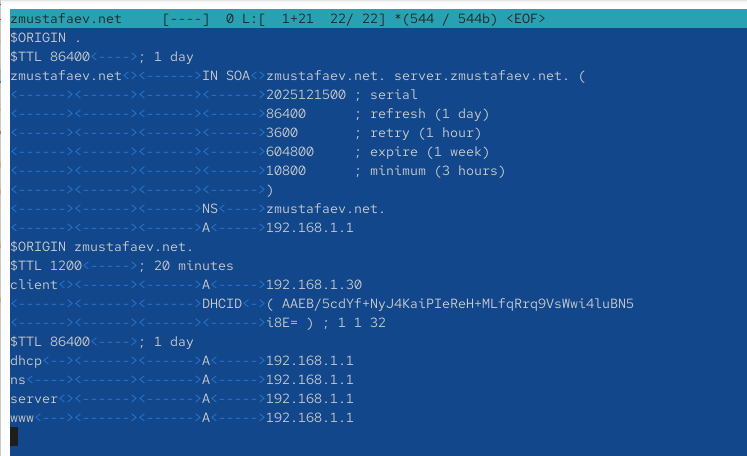 zmustafaev.net     [----]  0 L:[  1+21  22/ 22] *(544 / 544b) <EOF>
$ORIGIN .
$TTL 86400<----->; 1 day
zmustafaev.net<><------>IN SOA<>zmustafaev.net. server.zmustafaev.net. (
<------><------><------><------>2025121500 ; serial
<------><------><------><------>86400      ; refresh (1 day)
<------><------><------><------>3600       ; retry (1 hour)
<------><------><------><------>604800     ; expire (1 week)
<------><------><------><------>10800      ; minimum (3 hours)
<------><------><------><------>)
<------><------><------>NS<---->zmustafaev.net.
<------><------><------>A<----->192.168.1.1
$ORIGIN zmustafaev.net.
$TTL 1200<----->; 20 minutes
client<><------><------>A<----->192.168.1.30
<------><------><------>DHCID<->( AAEB/5cdYf+NyJ4KaiPIeReH+MLfqRrq9VsWwi4luBN5
<------><------><------><------>i8E= ) ; 1 1 32
$TTL 86400<----->; 1 day
dhcp<--><------><------>A<----->192.168.1.1
ns<----><------><------>A<----->192.168.1.1
server<><------><------>A<----->192.168.1.1
www<---><------><------>A<----->192.168.1.1